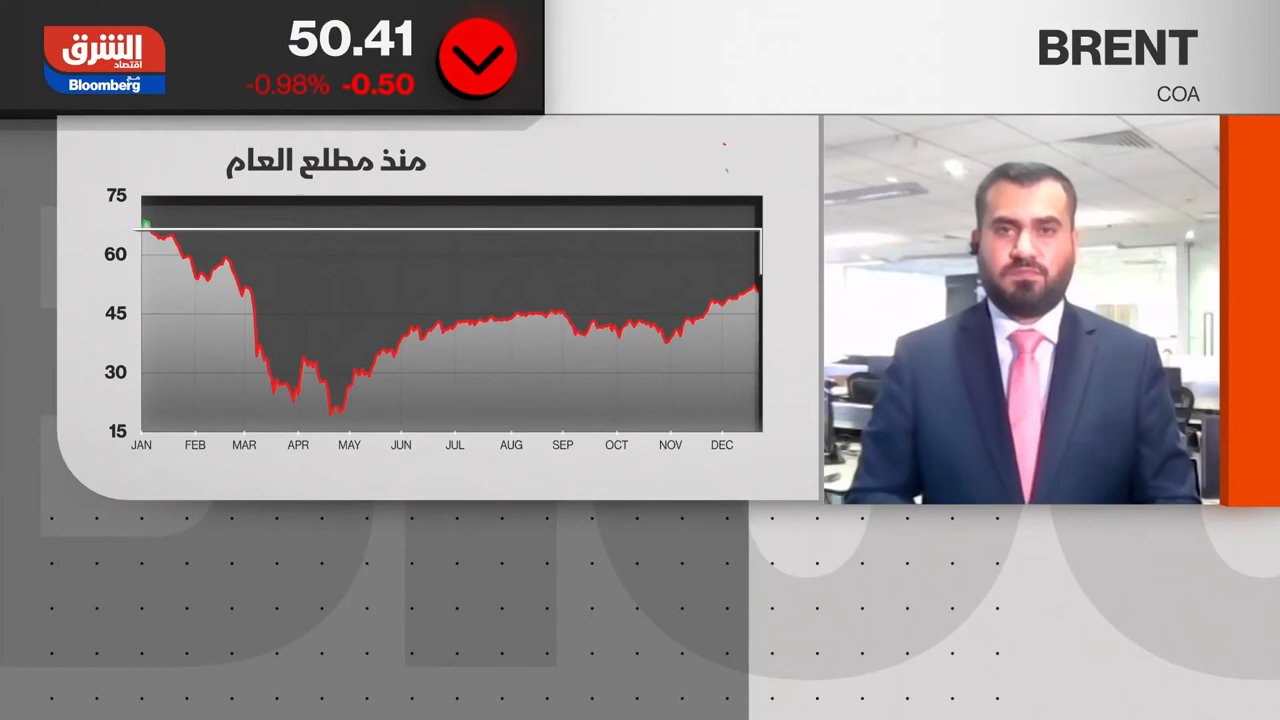 الشرق
اقتصاد
مع
Bloomberg
50.41
-0.98% -0.50
BRENT
COA
منذ مطلع العام
75
60
45
30
15
JAN FEB MAR APR MAY JUN JUL AUG SEP OCT NOV DEC